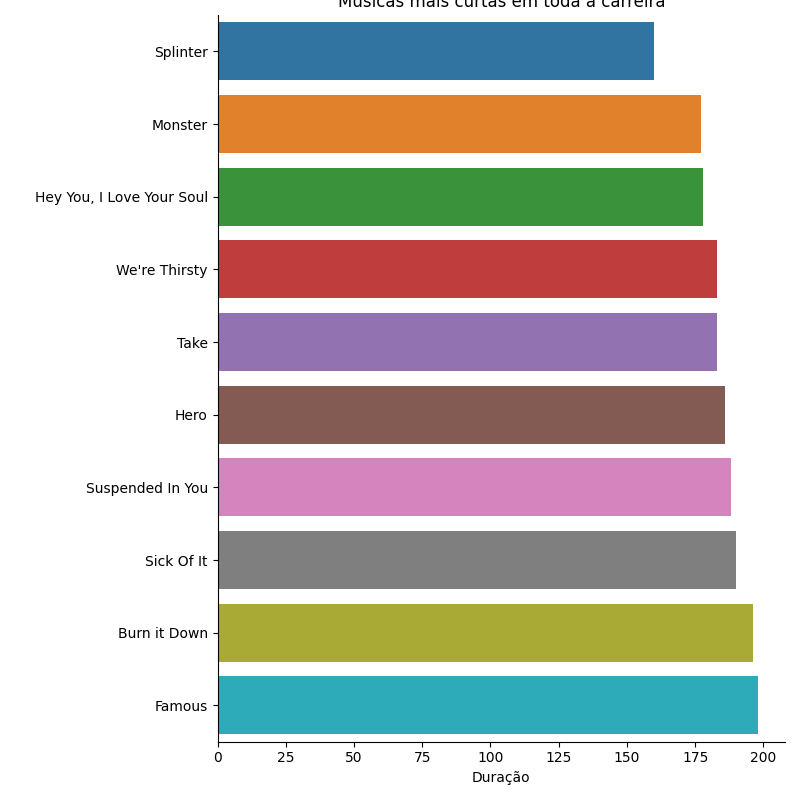 Músicas mais curtas em toda a carreira
Splinter
Monster
Hey You, I Love Your Soul
We're Thirsty
Take
Hero
Suspended In You
Sick Of It
Burn it Down
Famous
0 25 50 75 100 125 150 175 200
Duração